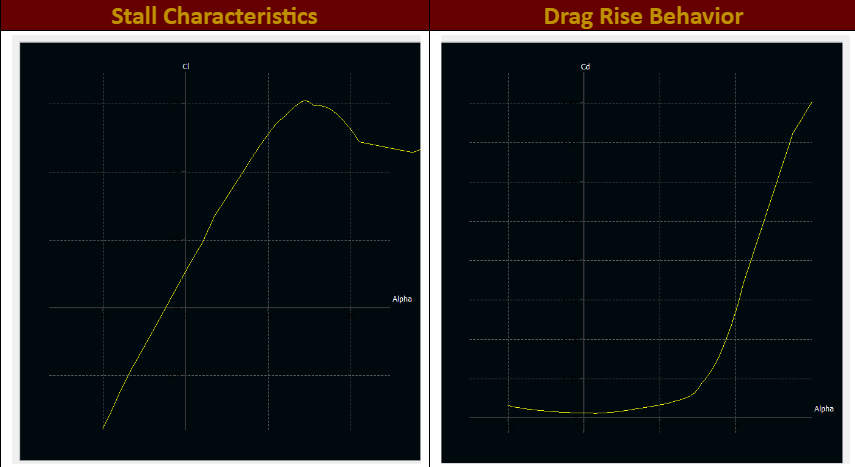 Stall Characteristics
Drag Rise Behavior
Cl
Alpha
Cd
Alpha